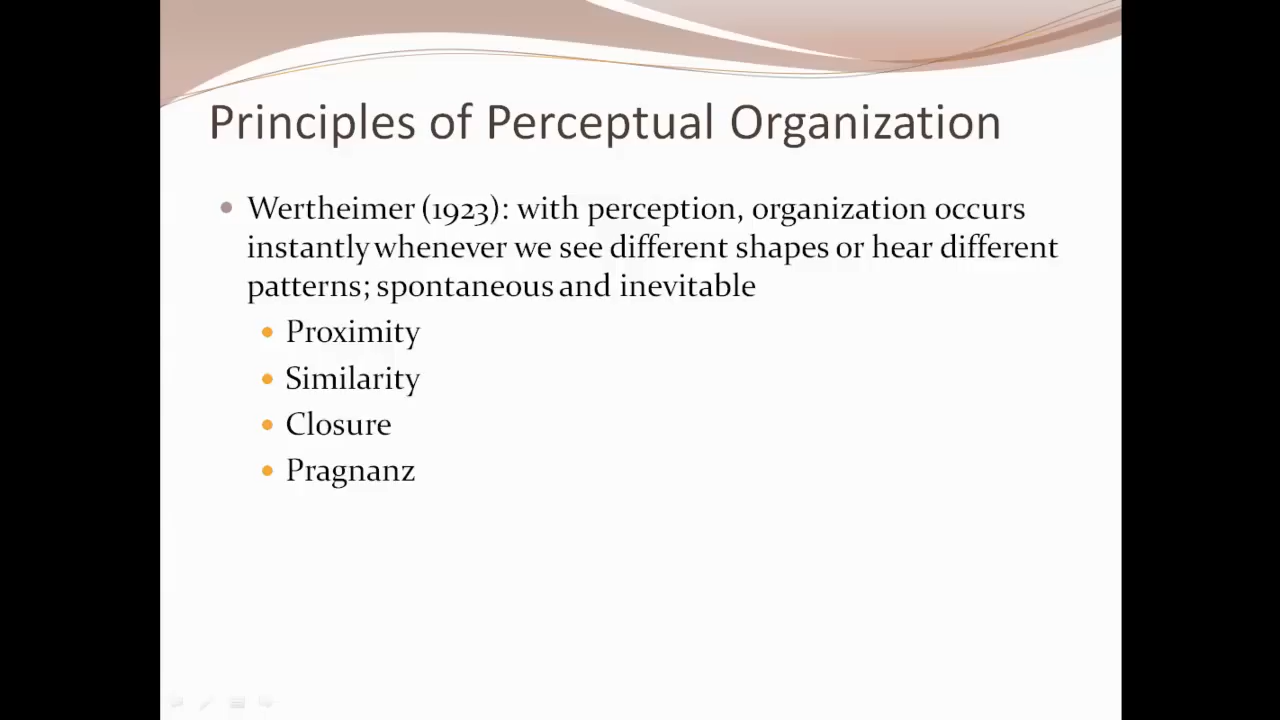 Principles of Perceptual Organization
Wertheimer (1923): with perception, organization occurs
instantly whenever we see different shapes or hear different
patterns; spontaneous and inevitable
Proximity
Similarity
Closure
Pragnanz